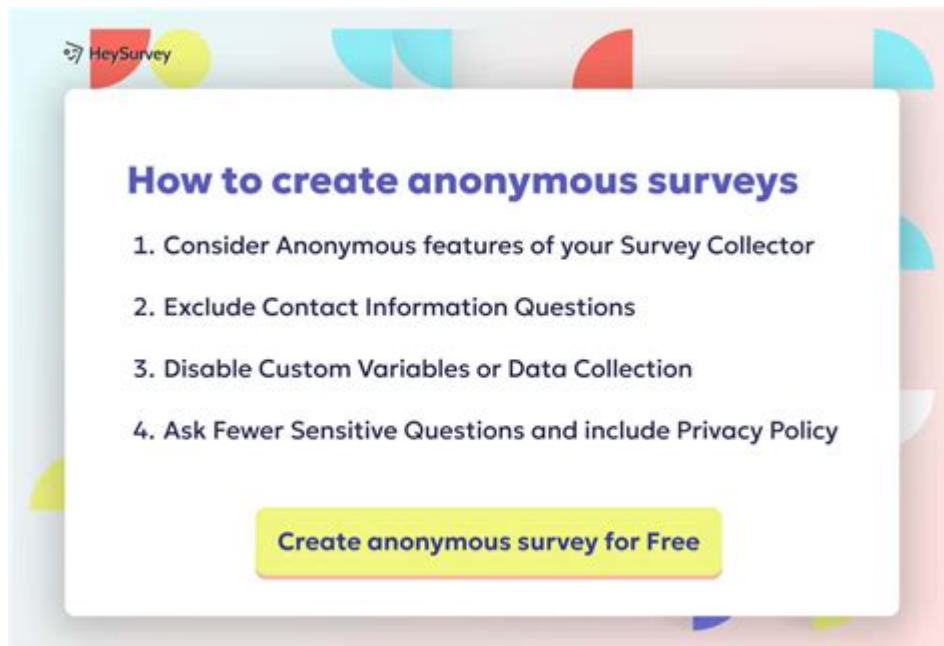 HeySurvey
How to create anonymous surveys
1. Consider Anonymous features of your Survey Collector
2. Exclude Contact Information Questions
3. Disable Custom Variables or Data Collection
4. Ask Fewer Sensitive Questions and include Privacy Policy
Create anonymous survey for Free